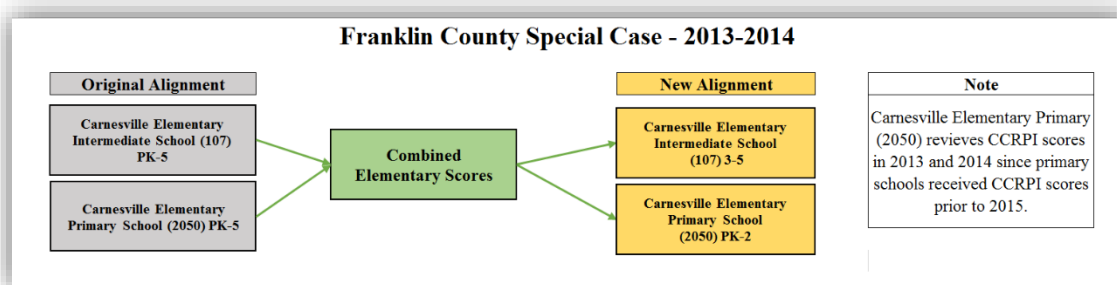 Franklin County Special Case - 2013-2014
Original Alignment
Carnesville Elementary
Intermediate School (107)
PK-5
Carnesville Elementary
Primary School (2050) PK-5
Combined
Elementary Scores
New Alignment
Carnesville Elementary
Intermediate School
(107) 3-5
Carnesville Elementary
Primary School
(2050) PK-2
Note
Carnesville Elementary Primary
(2050) revieves CCRPI scores
in 2013 and 2014 since primary
schools received CCRPI scores
prior to 2015.